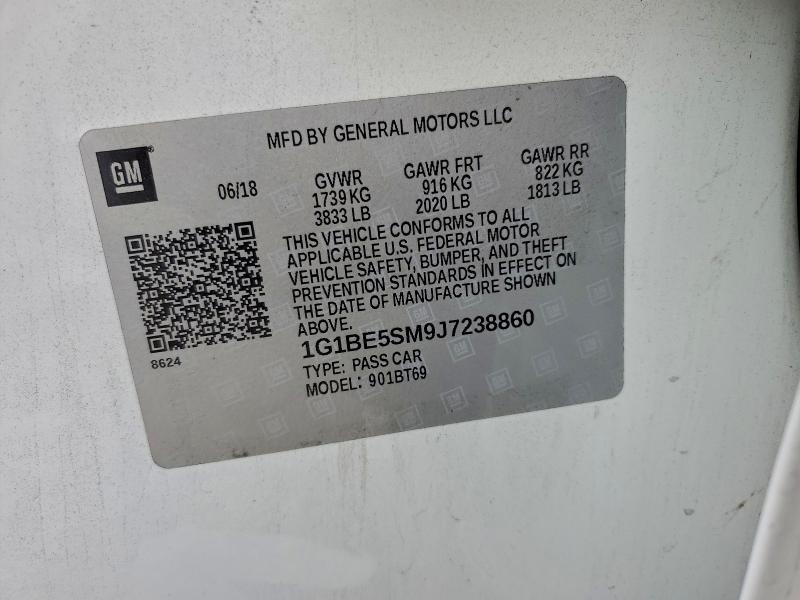 MFD BY GENERAL MOTORS LLC
GM
06/18
GVWR
1739 KG
3833 LB
GAWR FRT
916 KG
2020 LB
GAWR RR
822 KG
1813 LB
THIS VEHICLE CONFORMS TO ALL
APPLICABLE U.S. FEDERAL MOTOR
VEHICLE SAFETY, BUMPER, AND THEFT
PREVENTION STANDARDS IN EFFECT ON
THE DATE OF MANUFACTURE SHOWN
ABOVE.
8624
1G1BE5SM9J7238860
TYPE: PASS CAR
MODEL: 901BT69